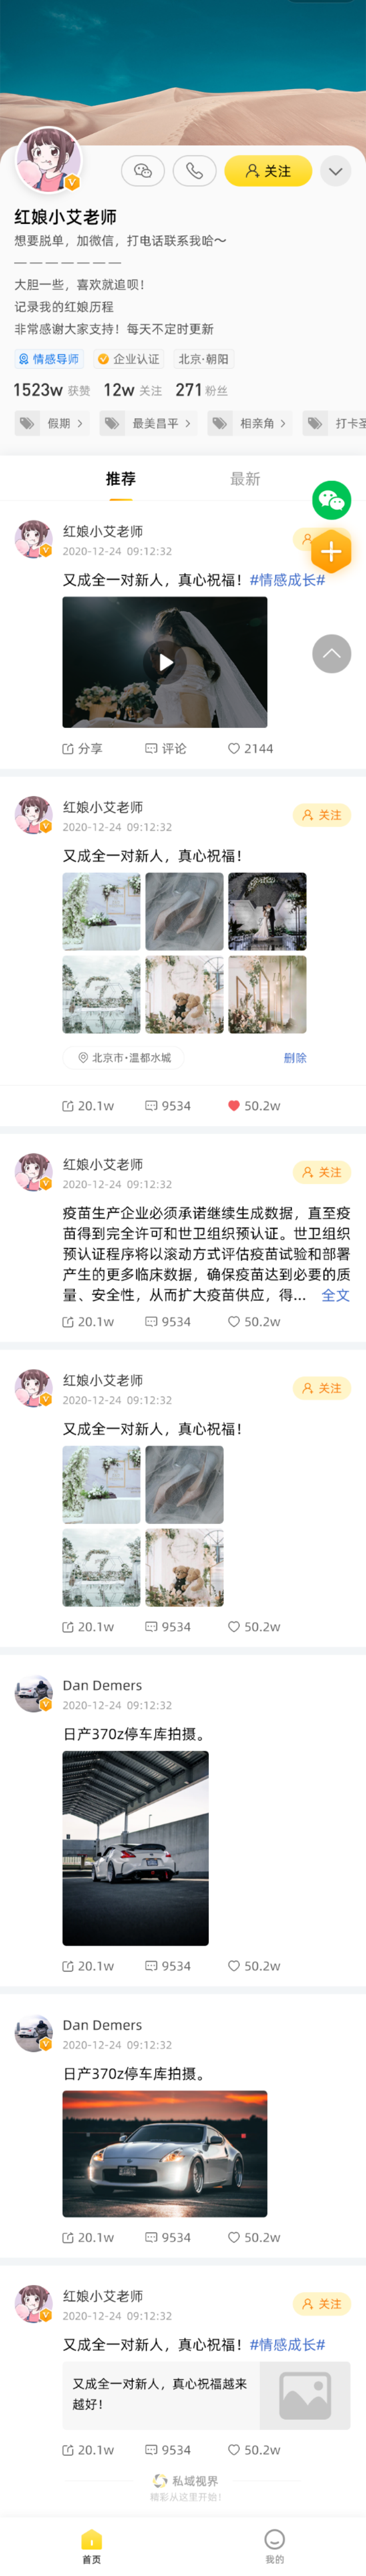 关注
红娘小艾老师
想要脱单，加微信，打电话联系我哈～
— — — — — — —
大胆一些，喜欢就追呗！
记录我的红娘历程
非常感谢大家支持！每天不定时更新
情感导师 企业认证 北京·朝阳
1523w 获赞 12w 关注 271 粉丝
假期 最美昌平 相亲角 打卡圣
推荐 最新
红娘小艾老师
2020-12-24 09:12:32
又成全一对新人，真心祝福！#情感成长#
分享 评论 2144
红娘小艾老师 关注
2020-12-24 09:12:32
又成全一对新人，真心祝福！
北京市·温都水城 删除
20.1w 9534 50.2w
红娘小艾老师 关注
2020-12-24 09:12:32
疫苗生产企业必须承诺继续生成数据，直至疫
苗得到完全许可和世卫组织预认证。世卫组织
预认证程序将以滚动方式评估疫苗试验和部署
产生的更多临床数据，确保疫苗达到必要的质
量、安全性，从而扩大疫苗供应，得... 全文
20.1w 9534 50.2w
红娘小艾老师 关注
2020-12-24 09:12:32
又成全一对新人，真心祝福！
20.1w 9534 50.2w
Dan Demers
2020-12-24 09:12:32
日产370z停车库拍摄。
20.1w 9534 50.2w
Dan Demers
2020-12-24 09:12:32
日产370z停车库拍摄。
20.1w 9534 50.2w
红娘小艾老师 关注
2020-12-24 09:12:32
又成全一对新人，真心祝福！#情感成长#
又成全一对新人，真心祝福越来
越好！
20.1w 9534 50.2w
私域视界
精彩从这里开始！
首页 我的